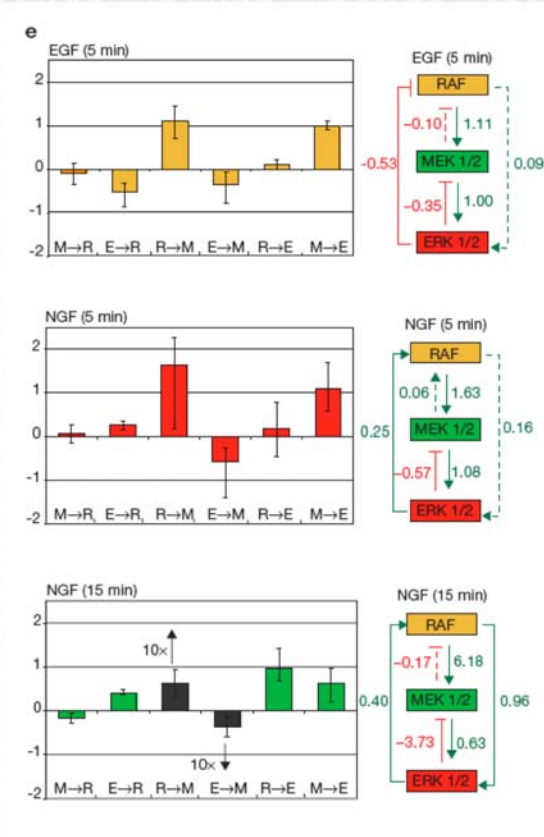 e
EGF (5 min)
2
1
0
-1
-2
M→R E→R R→M E→M R→E M→E
EGF (5 min)
RAF
-0.10 1.11
-0.53 MEK 1/2 0.09
-0.35 1.00
ERK 1/2
NGF (5 min)
2
1
0
-1
-2
M→R E→R R→M E→M R→E M→E
NGF (5 min)
RAF
0.06 1.63
0.25 MEK 1/2 0.16
-0.57 1.08
ERK 1/2
NGF (15 min)
2
1
0
-1
-2
10×
10×
M→R E→R R→M E→M R→E M→E
NGF (15 min)
RAF
-0.17 6.18
0.40 MEK 1/2 0.96
-3.73 0.63
ERK 1/2